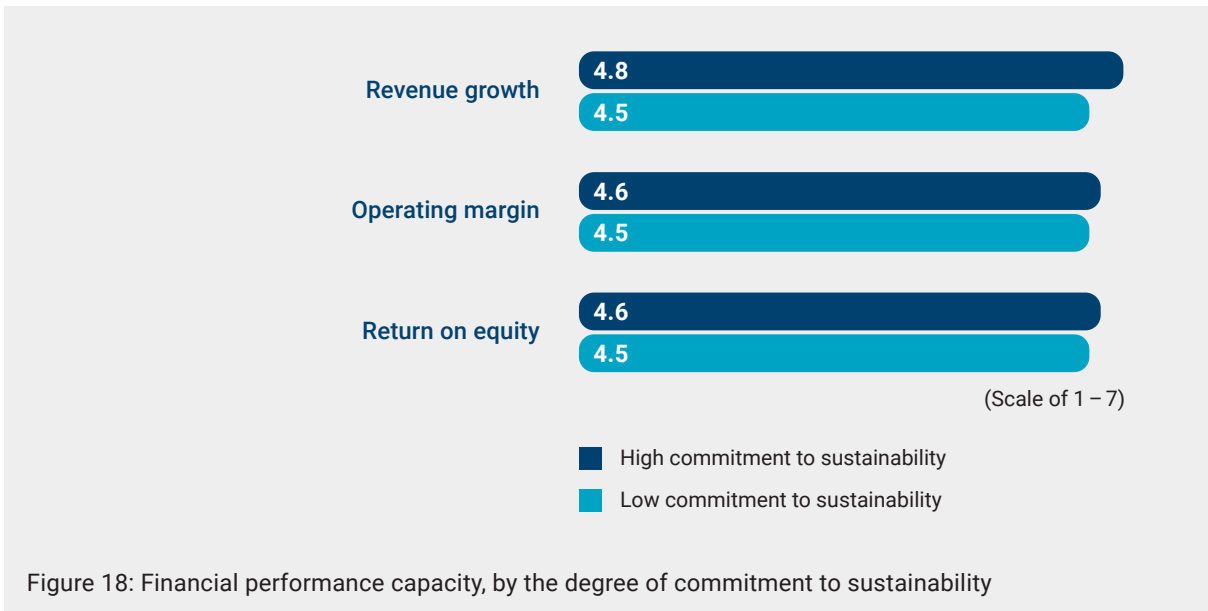 Revenue growth
4.8
4.5
Operating margin
4.6
4.5
Return on equity
4.6
4.5
(Scale of 1 – 7)
High commitment to sustainability
Low commitment to sustainability
Figure 18: Financial performance capacity, by the degree of commitment to sustainability